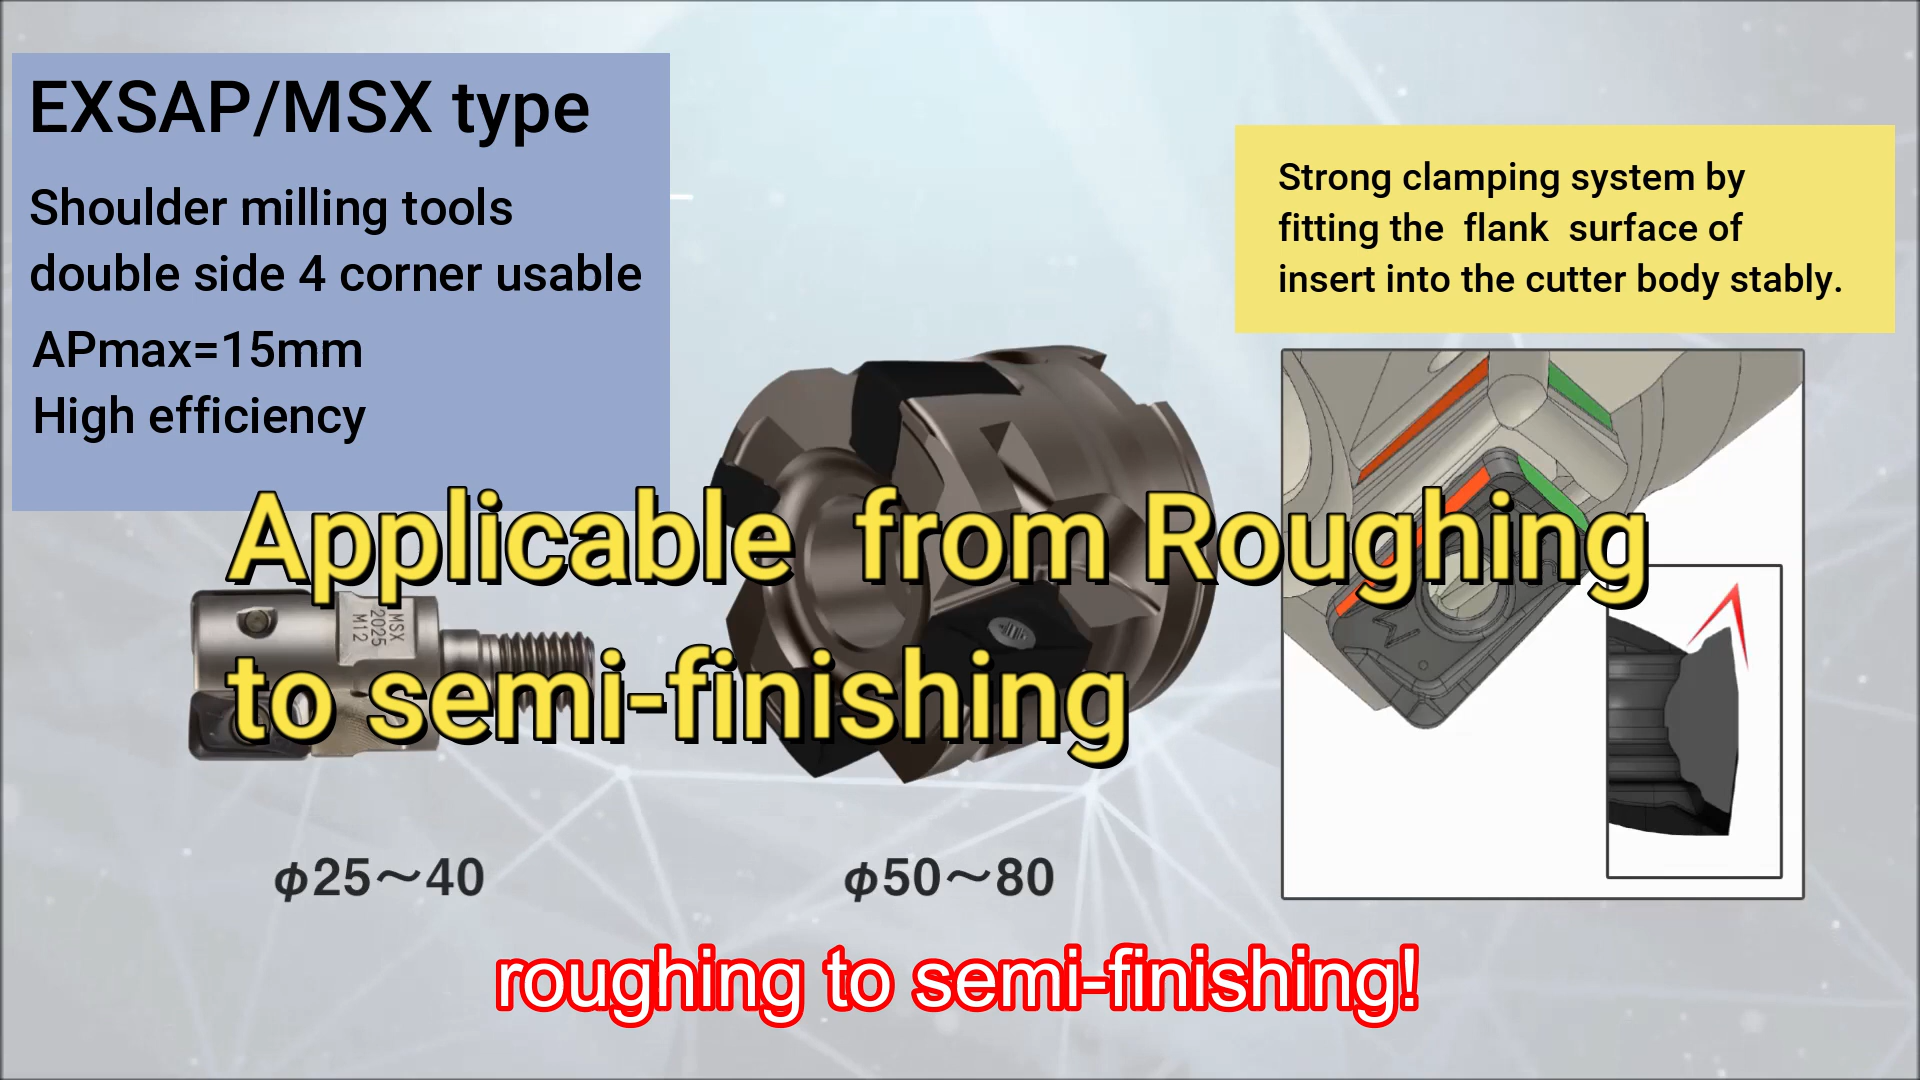 EXSAP/MSX type
Shoulder milling tools
double side 4 corner usable
APmax=15mm
High efficiency
Strong clamping system by
fitting the flank surface of
insert into the cutter body stably.
Applicable from Roughing
to semi-finishing
MSX
2025
M12
φ25～40
φ50～80
roughing to semi-finishing!